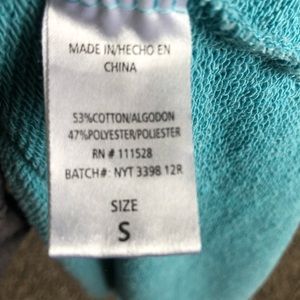 MADE IN/HECHO EN
CHINA
53%COTTON/ALGODON
47%POLYESTER/POLIESTER
RN # 111528
BATCH#: NYT 3398 12R
SIZE
S